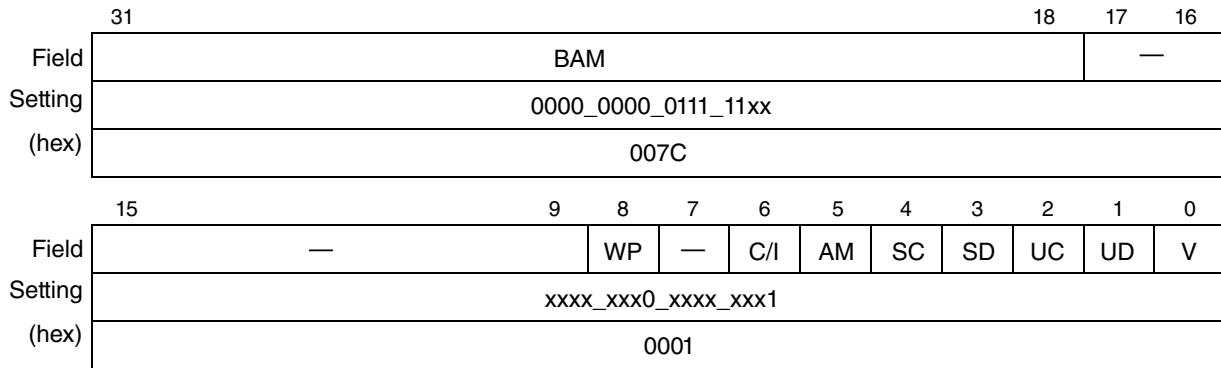 31 18 17 16
Field BAM —
Setting 0000_0000_0111_11xx
(hex) 007C
15 9 8 7 6 5 4 3 2 1 0
Field — WP — C/I AM SC SD UC UD V
Setting xxxx_xxx0_xxxx_xxx1
(hex) 0001